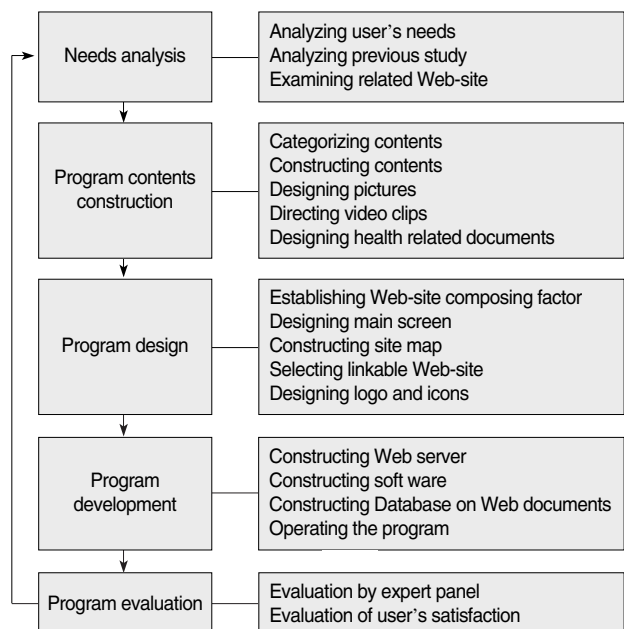 Needs analysis
Analyzing user's needs
Analyzing previous study
Examining related Web-site
Program contents
construction
Categorizing contents
Constructing contents
Designing pictures
Directing video clips
Designing health related documents
Program design
Establishing Web-site composing factor
Designing main screen
Constructing site map
Selecting linkable Web-site
Designing logo and icons
Program
development
Constructing Web server
Constructing soft ware
Constructing Database on Web documents
Operating the program
Program evaluation
Evaluation by expert panel
Evaluation of user's satisfaction